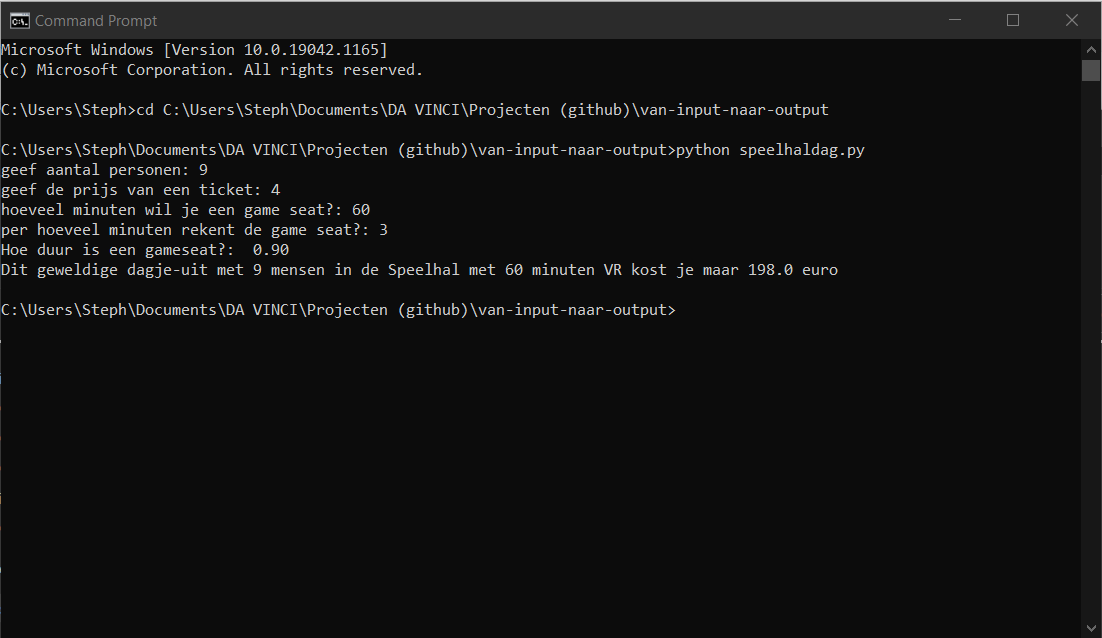 Command Prompt
Microsoft Windows [Version 10.0.19042.1165]
(c) Microsoft Corporation. All rights reserved.
C:\Users\Steph>cd C:\Users\Steph\Documents\DA VINCI\Projecten (github)\van-input-naar-output
C:\Users\Steph\Documents\DA VINCI\Projecten (github)\van-input-naar-output>python speelhaldag.py
geef aantal personen: 9
geef de prijs van een ticket: 4
hoeveel minuten wil je een game seat?: 60
per hoeveel minuten rekent de game seat?: 3
Hoe duur is een gameseat?:  0.90
Dit geweldige dagje-uit met 9 mensen in de Speelhal met 60 minuten VR kost je maar 198.0 euro
C:\Users\Steph\Documents\DA VINCI\Projecten (github)\van-input-naar-output>